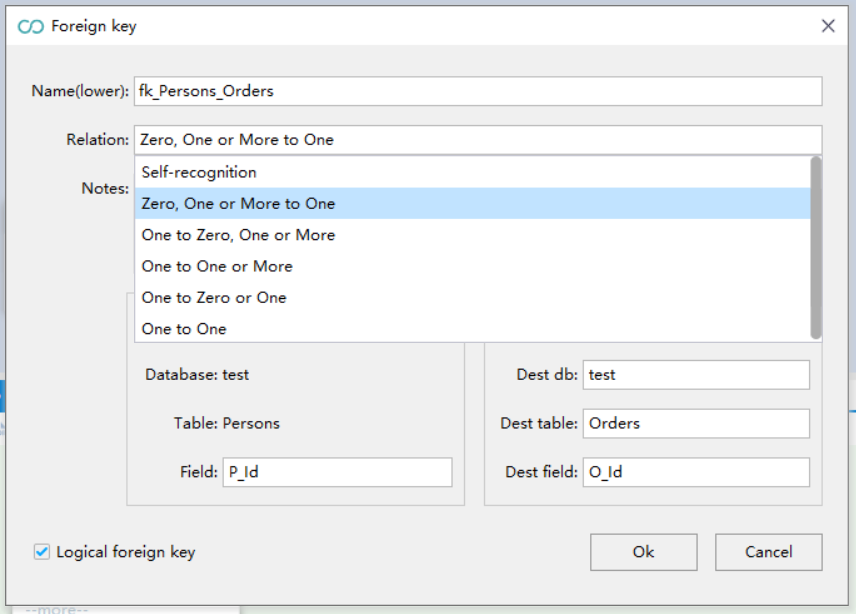 Foreign key
Name(lower): fk_Persons_Orders
Relation: Zero, One or More to One
Self-recognition
Notes:
Zero, One or More to One
One to Zero, One or More
One to One or More
One to Zero or One
One to One
Database: test
Dest db: test
Table: Persons
Dest table: Orders
Field: P_Id
Dest field: O_Id
Logical foreign key
Ok
Cancel
--more--